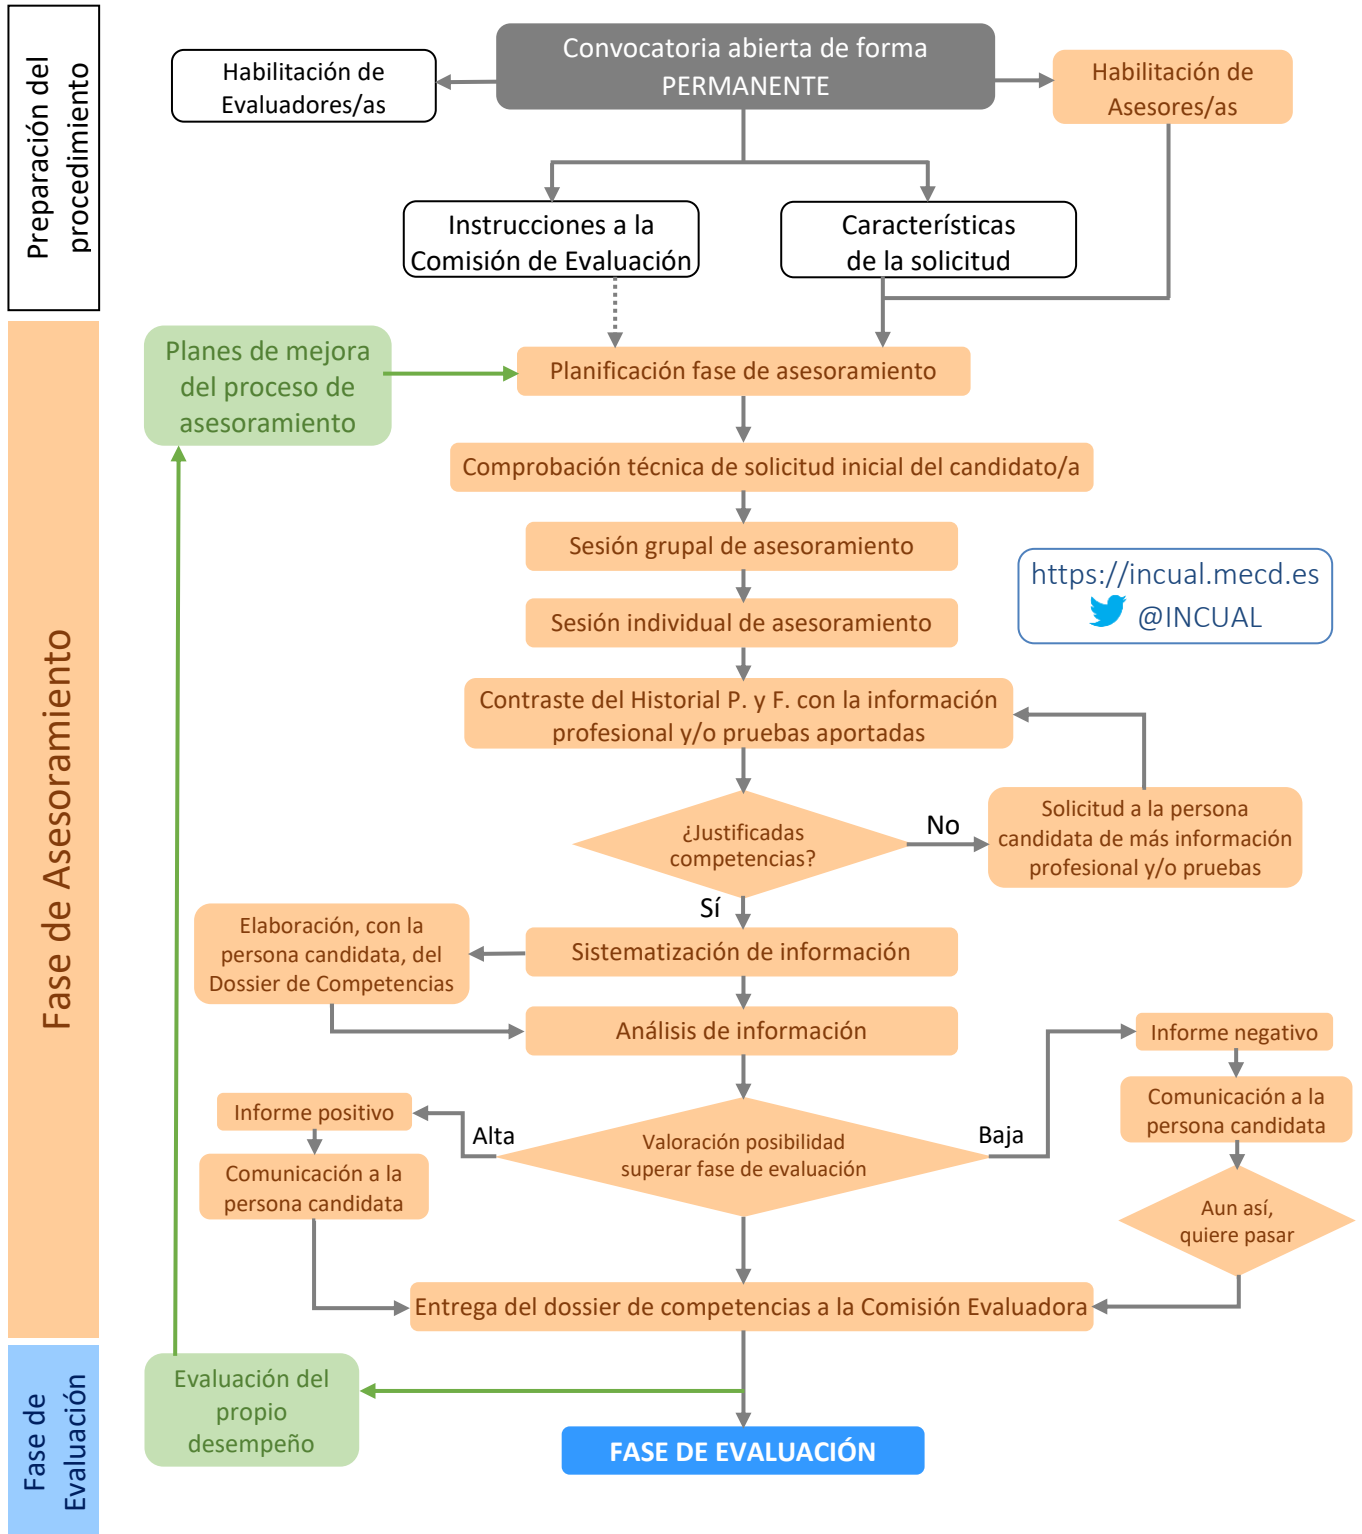 Preparación del
procedimiento
Convocatoria abierta de forma
PERMANENTE
Habilitación de
Evaluadores/as
Habilitación de
Asesores/as
Instrucciones a la
Comisión de Evaluación
Características
de la solicitud
Fase de Asesoramiento
Planes de mejora
del proceso de
asesoramiento
Planificación fase de asesoramiento
Comprobación técnica de solicitud inicial del candidato/a
Sesión grupal de asesoramiento
https://incual.mecd.es
@INCUAL
Sesión individual de asesoramiento
Contraste del Historial P. y F. con la información
profesional y/o pruebas aportadas
¿Justificadas
competencias?
No
Solicitud a la persona
candidata de más información
profesional y/o pruebas
Sí
Elaboración, con la
persona candidata, del
Dossier de Competencias
Sistematización de información
Análisis de información
Informe negativo
Comunicación a la
persona candidata
Informe positivo
Alta
Valoración posibilidad
superar fase de evaluación
Baja
Comunicación a la
persona candidata
Aun así,
quiere pasar
Entrega del dossier de competencias a la Comisión Evaluadora
Fase de
Evaluación
Evaluación del
propio
desempeño
FASE DE EVALUACIÓN